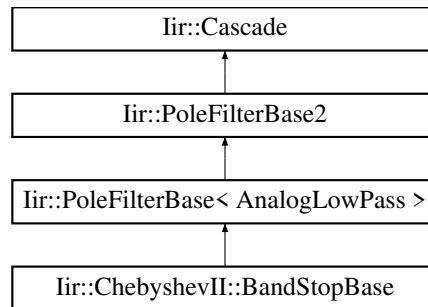 Iir::Cascade
Iir::PoleFilterBase2
Iir::PoleFilterBase< AnalogLowPass >
Iir::ChebyshevII::BandStopBase